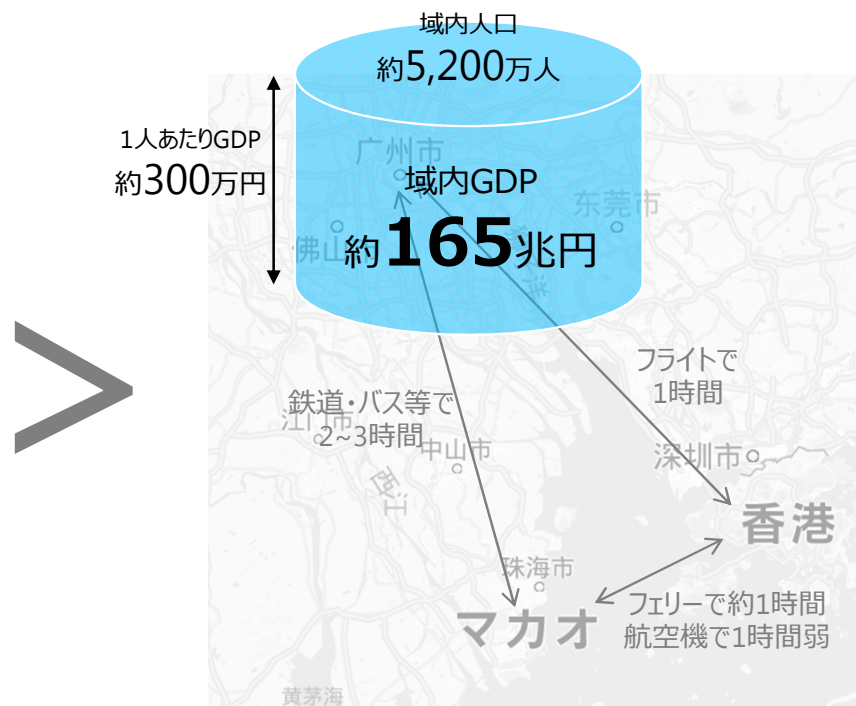 域内人口
約5,200万人
1人あたりGDP
約300万円
广州市
域内GDP
东莞市
佛山
約165兆円
フライトで
1時間
鉄道・バス等で
2~3時間
江门市
中山市
深圳市
西江
香港
珠海市
マカオ
フェリーで約1時間
航空機で1時間弱
黄茅海